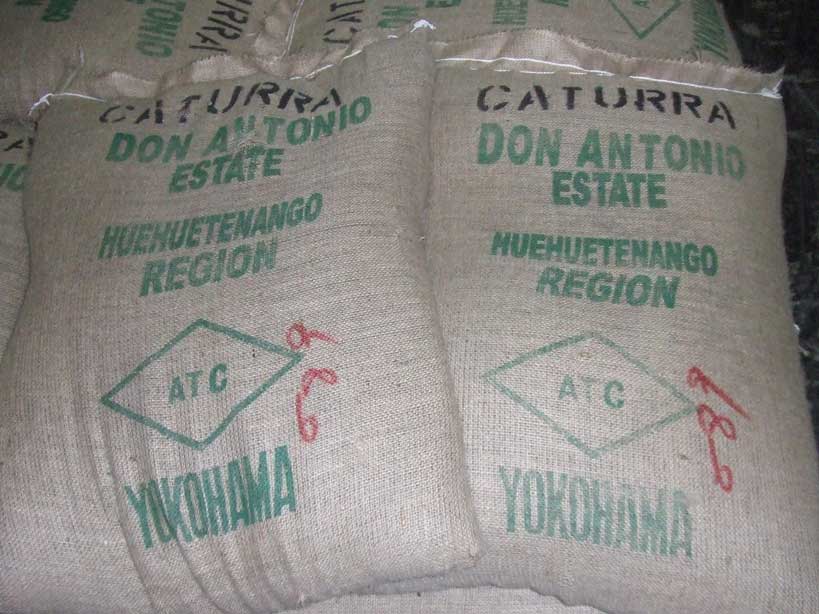 CATURRA
DON ANTONIO
ESTATE
HUEHUETENANGO
REGION
ATC
YOKOHAMA
CATURRA
DON ANTONIO
ESTATE
HUEHUETENANGO
REGION
ATC
YOKOHAMA